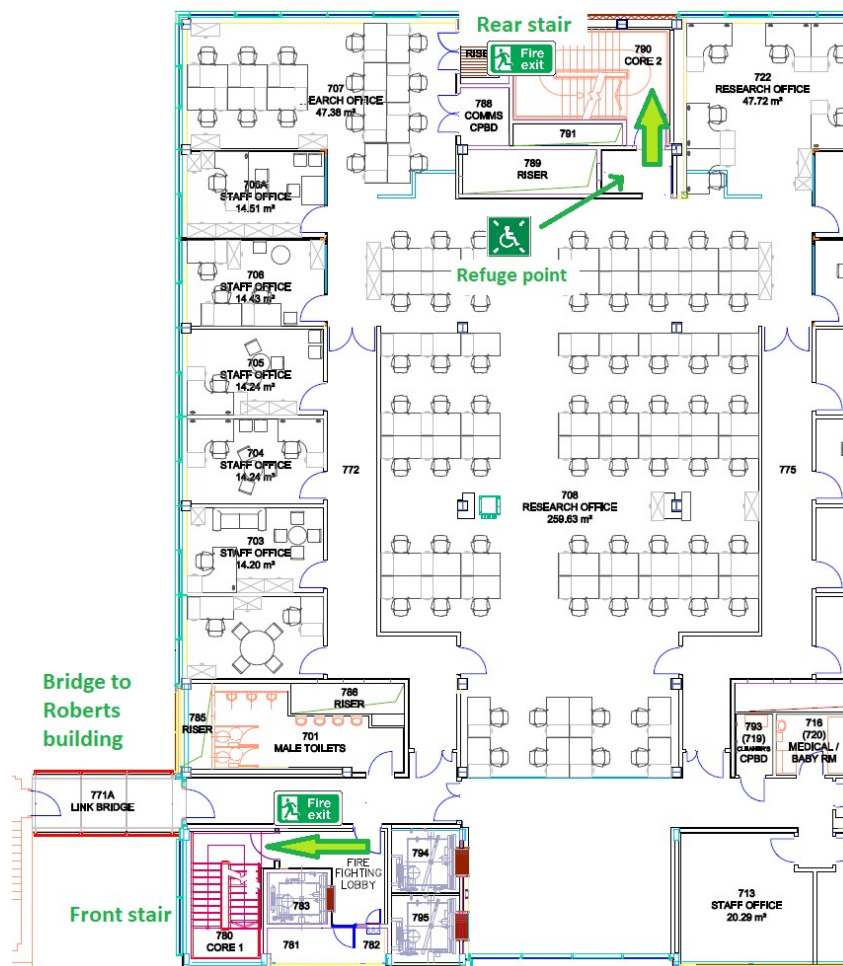 Rear stair
RISE
Fire
exit
790
CORE 2
707
EARCH OFFICE
47.38 m²
722
RESEARCH OFFICE
47.72 m²
788
COMMS
CPBD
791
789
RISER
706A
STAFF OFFICE
14.51 m²
Refuge point
706
STAFF OFFICE
14.43 m²
705
STAFF OFFICE
14.24 m²
704
STAFF OFFICE
14.24 m²
772
775
708
RESEARCH OFFICE
259.63 m²
703
STAFF OFFICE
14.20 m²
Bridge to
Roberts
building
785
RISER
786
RISER
701
MALE TOILETS
793
(719)
CLEANER'S
CPBD
716
(720)
MEDICAL /
BABY RM
771A
LINK BRIDGE
Fire
exit
FIRE
FIGHTING
LOBBY
794
783
795
713
STAFF OFFICE
20.29 m²
Front stair
780
CORE 1
781
782